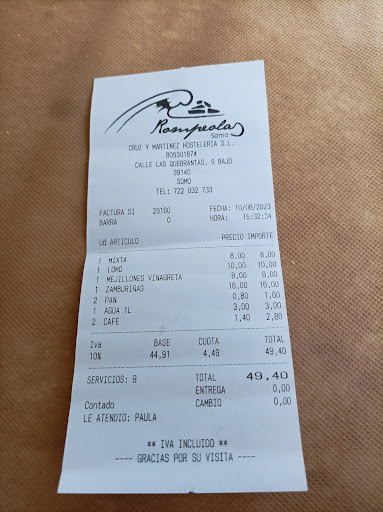 Rompeolas
Somo
CRUZ Y MARTINEZ HOSTELERIA S.L.
B05301874
CALLE LAS QUEBRANTAS, 9 BAJO
39140
SOMO
TEL: 722 832 733
FACTURA SI 29160 FECHA: 10/08/2023
BARRA 0 HORA: 15:32:34
Ud ARTICULO PRECIO IMPORTE
1 MIXTA 8,00 8,00
1 LOMO 10,00 10,00
1 MEJILLONES VINAGRETA 8,00 8,00
1 ZAMBURIÑAS 16,00 16,00
2 PAN 0,80 1,60
1 AGUA 1L 3,00 3,00
2 CAFE 1,40 2,80
Iva BASE CUOTA TOTAL
10% 44,91 4,49 49,40
SERVICIOS: 9 TOTAL 49,40
ENTREGA 0,00
Contado CAMBIO 0,00
LE ATENDIO: PAULA
** IVA INCLUIDO **
---- GRACIAS POR SU VISITA ----